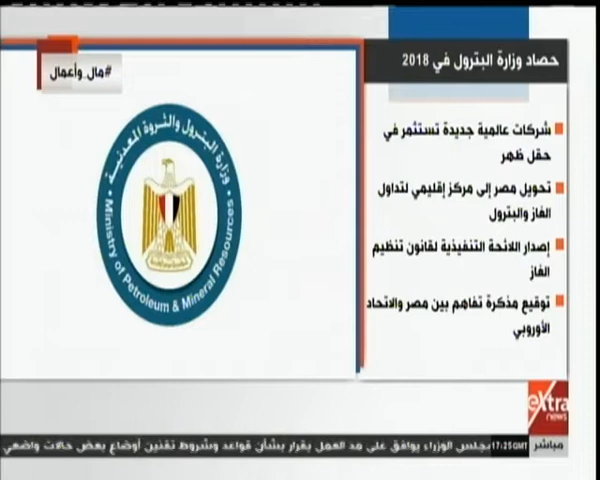 حصاد وزارة البترول في 2018
#مال_وأعمال
شركات عالمية جديدة تستثمر في
حقل ظهر
تحويل مصر إلى مركز إقليمي لتداول
الغاز والبترول
إصدار اللائحة التنفيذية لقانون تنظيم
الغاز
توقيع مذكرة تفاهم بين مصر والاتحاد
الأوروبي
وزارة البترول والثروة المعدنية
Ministry of Petroleum & Mineral Resources
eXtra
news
مباشر
17:25 GMT
مجلس الوزراء يوافق على مد العمل بقرار بشأن قواعد وشروط تقنين أوضاع بعض حالات واضعي